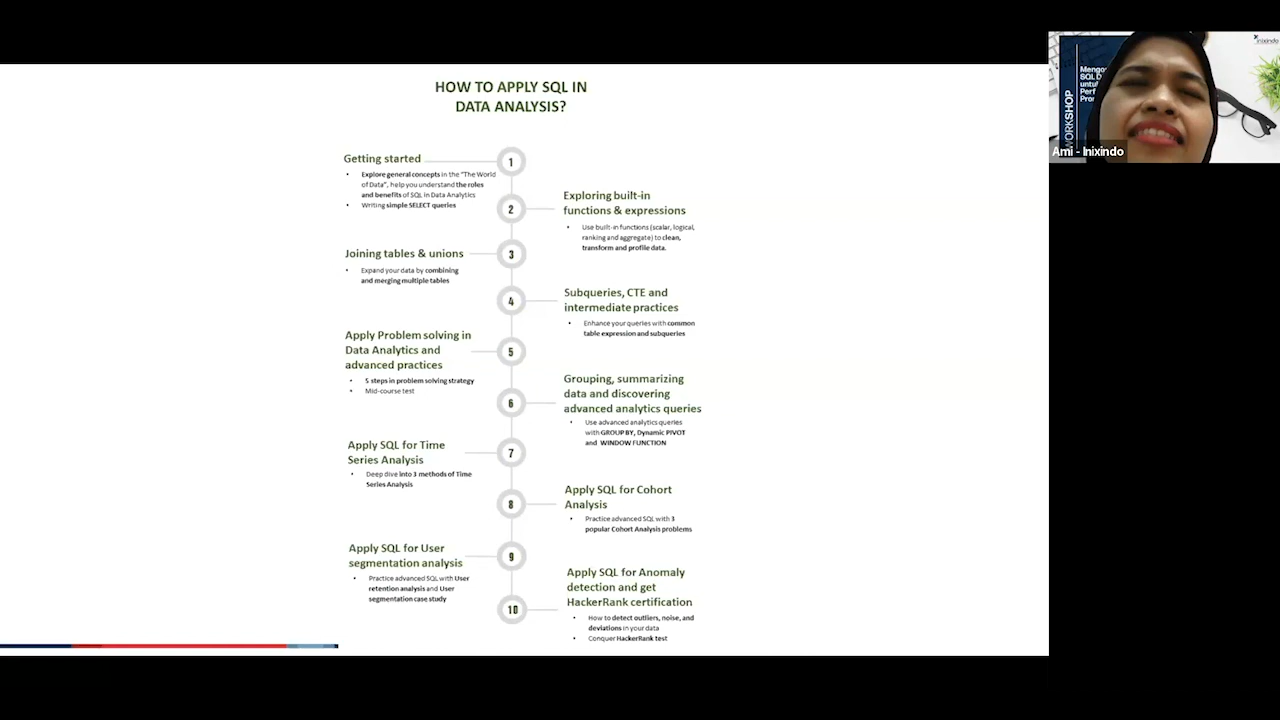 HOW TO APPLY SQL IN
DATA ANALYSIS?
Getting started
• Explore general concepts in the "The World
of Data", help you understand the roles
and benefits of SQL in Data Analytics
• Writing simple SELECT queries
1
2
Exploring built-in
functions & expressions
• Use built-in functions (scalar, logical,
ranking and aggregate) to clean,
transform and profile data.
Joining tables & unions
• Expand your data by combining
and merging multiple tables
3
4
Subqueries, CTE and
intermediate practices
• Enhance your queries with common
table expression and subqueries
Apply Problem solving in
Data Analytics and
advanced practices
• 5 steps in problem solving strategy
• Mid-course test
5
6
Grouping, summarizing
data and discovering
advanced analytics queries
• Use advanced analytics queries
with GROUP BY, Dynamic PIVOT
and WINDOW FUNCTION
Apply SQL for Time
Series Analysis
• Deep dive into 3 methods of Time
Series Analysis
7
8
Apply SQL for Cohort
Analysis
• Practice advanced SQL with 3
popular Cohort Analysis problems
Apply SQL for User
segmentation analysis
• Practice advanced SQL with User
retention analysis and User
segmentation case study
9
10
Apply SQL for Anomaly
detection and get
HackerRank certification
• How to detect outliers, noise, and
deviations in your data
• Conquer HackerRank test
inixindo
WORKSHOP
SQL
Ami - Inixindo